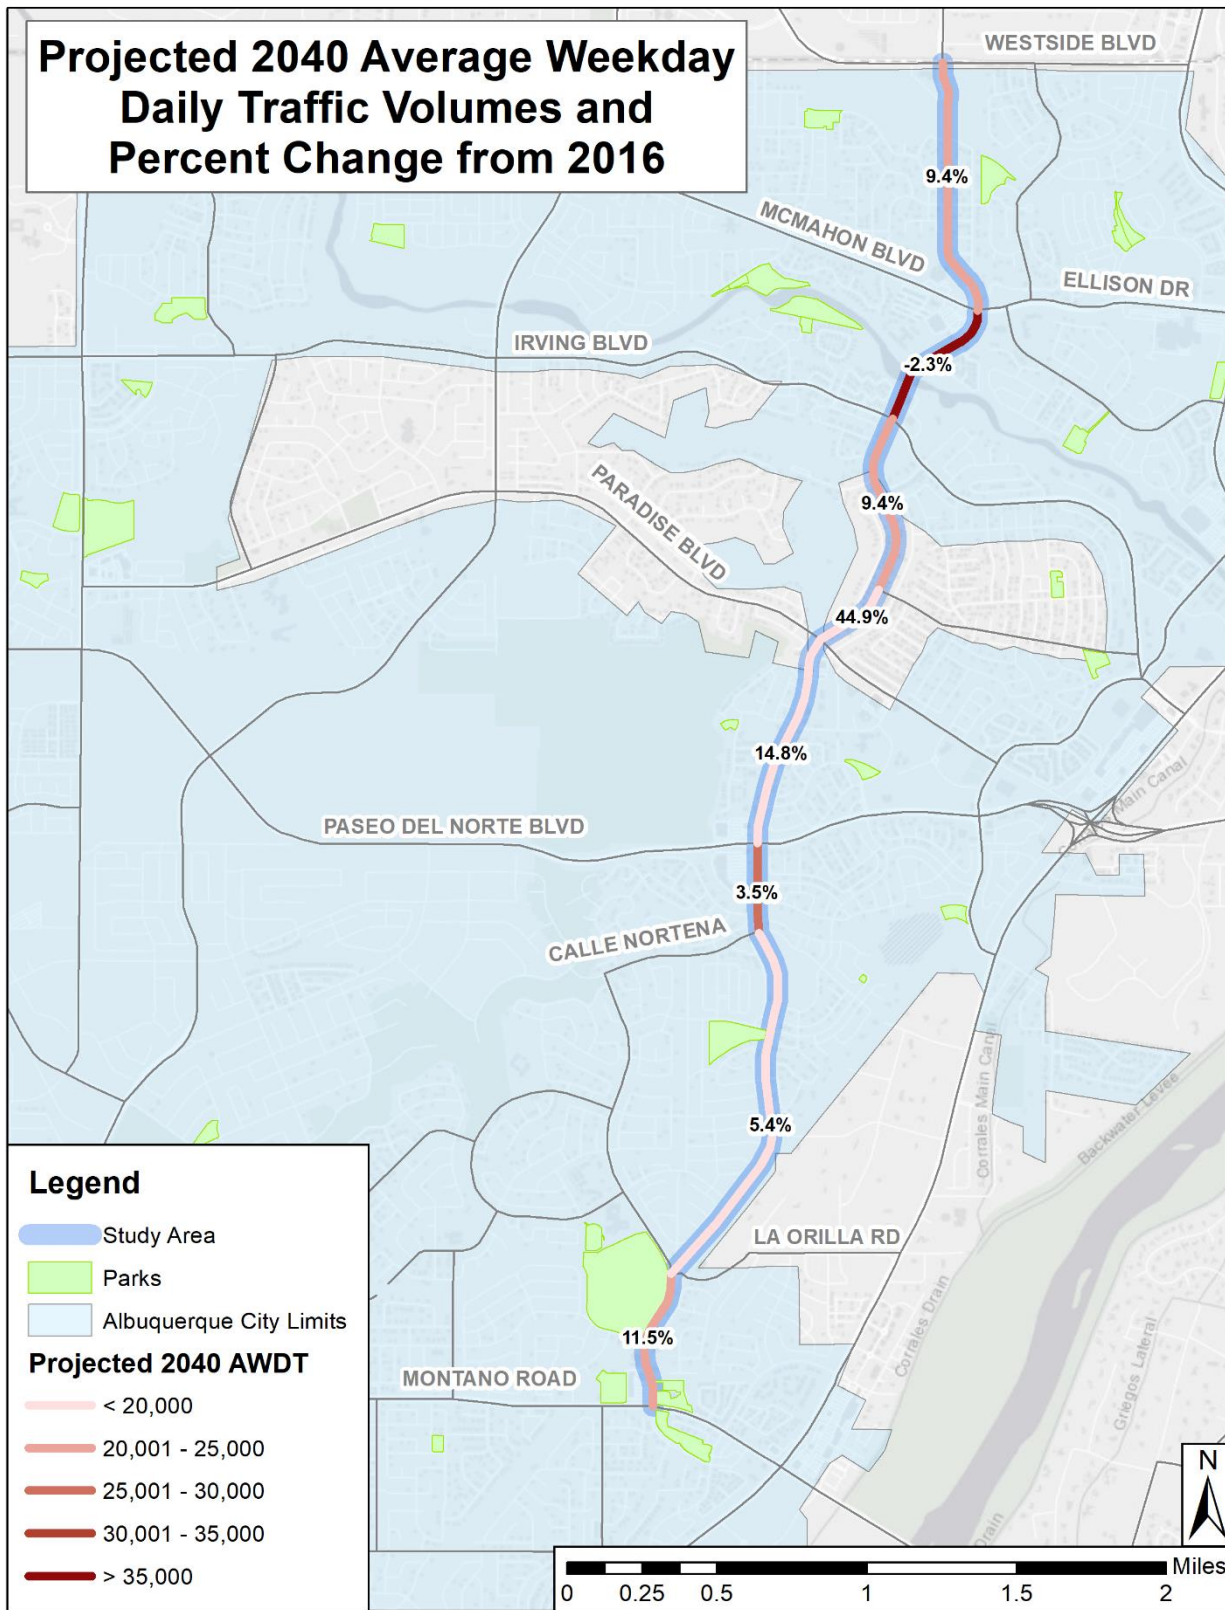 Projected 2040 Average Weekday
Daily Traffic Volumes and
Percent Change from 2016
WESTSIDE BLVD
9.4%
MCMAHON BLVD
ELLISON DR
IRVING BLVD
-2.3%
PARADISE BLVD
9.4%
44.9%
14.8%
Main Canal
PASEO DEL NORTE BLVD
3.5%
CALLE NORTENA
Corrales Main Canal
Backwater Levee
5.4%
LA ORILLA RD
Corrales Drain
Griegos Lateral
11.5%
MONTANO ROAD
Drain
Legend
Study Area
Parks
Albuquerque City Limits
Projected 2040 AWDT
< 20,000
20,001 - 25,000
25,001 - 30,000
30,001 - 35,000
> 35,000
N
Miles
0 0.25 0.5 1 1.5 2